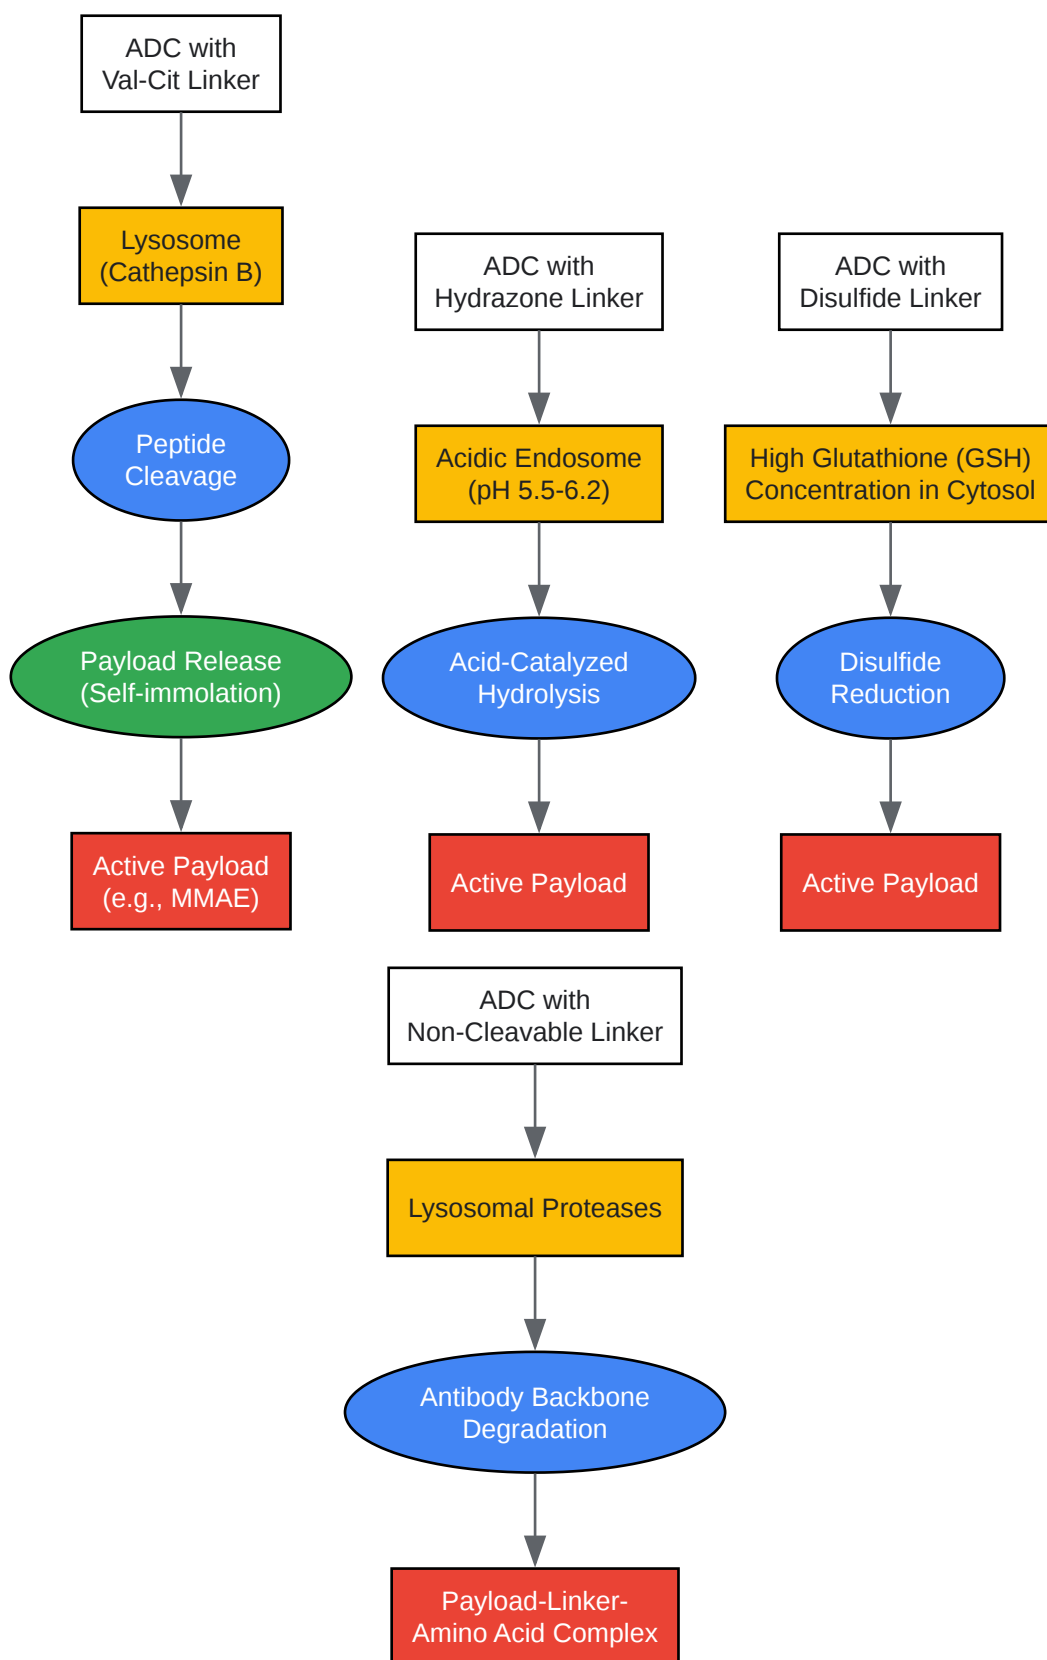 ADC with
Val-Cit Linker
Lysosome
(Cathepsin B)
Peptide
Cleavage
Payload Release
(Self-immolation)
Active Payload
(e.g., MMAE)
ADC with
Hydrazone Linker
Acidic Endosome
(pH 5.5-6.2)
Acid-Catalyzed
Hydrolysis
Active Payload
ADC with
Disulfide Linker
High Glutathione (GSH)
Concentration in Cytosol
Disulfide
Reduction
Active Payload
ADC with
Non-Cleavable Linker
Lysosomal Proteases
Antibody Backbone
Degradation
Payload-Linker-
Amino Acid Complex